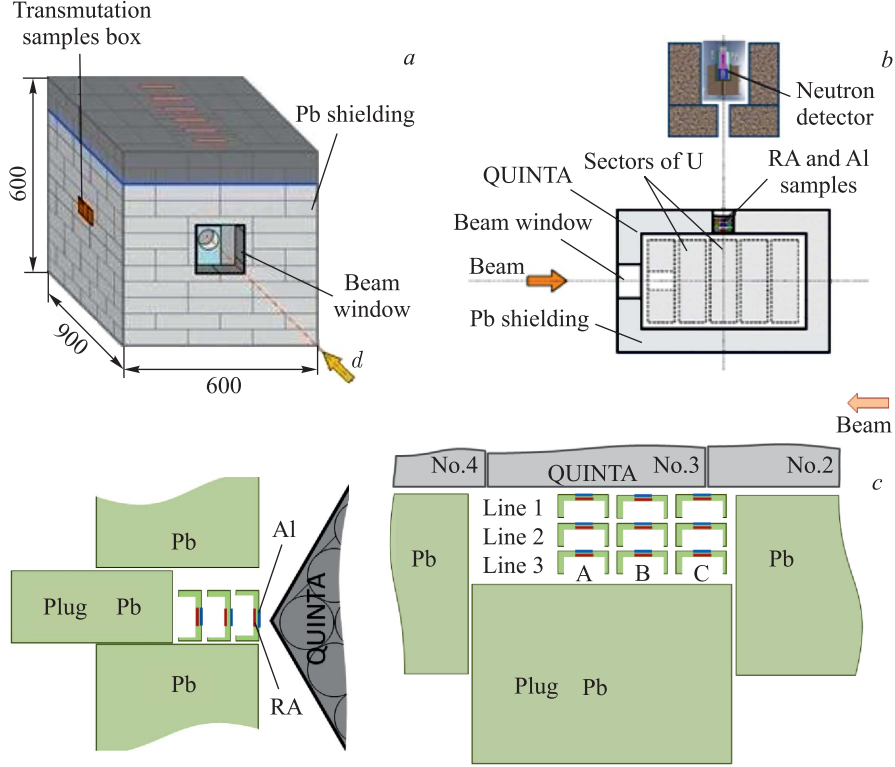 Transmutation
samples box
a
Pb shielding
600
Beam
window
900
600
d
b
Neutron
detector
Sectors of U
RA and Al
samples
QUINTA
Beam window
Beam
Pb shielding
Beam
c
No.4
QUINTA
No.3
No.2
Line 1
Line 2
Line 3
A
B
C
Pb
Pb
Plug
Pb
Pb
Al
Plug
Pb
QUINTA
Pb
RA